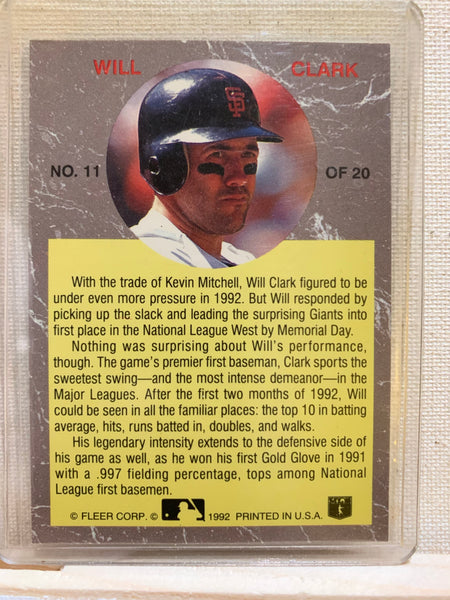 WILL CLARK
SF
NO. 11 OF 20
With the trade of Kevin Mitchell, Will Clark figured to
be under even more pressure in 1992. But Will responded by
picking up the slack and leading the surprising Giants into
first place in the National League West by Memorial Day.
Nothing was surprising about Will's performance,
though. The game's premier first baseman, Clark sports the
sweetest swing—and the most intense demeanor—in the
Major Leagues. After the first two months of 1992, Will
could be seen in all the familiar places: the top 10 in batting
average, hits, runs batted in, doubles, and walks.
His legendary intensity extends to the defensive side of
his game as well, as he won his first Gold Glove in 1991
with a .997 fielding percentage, tops among National
League first basemen.
© FLEER CORP. © 1992 PRINTED IN U.S.A.